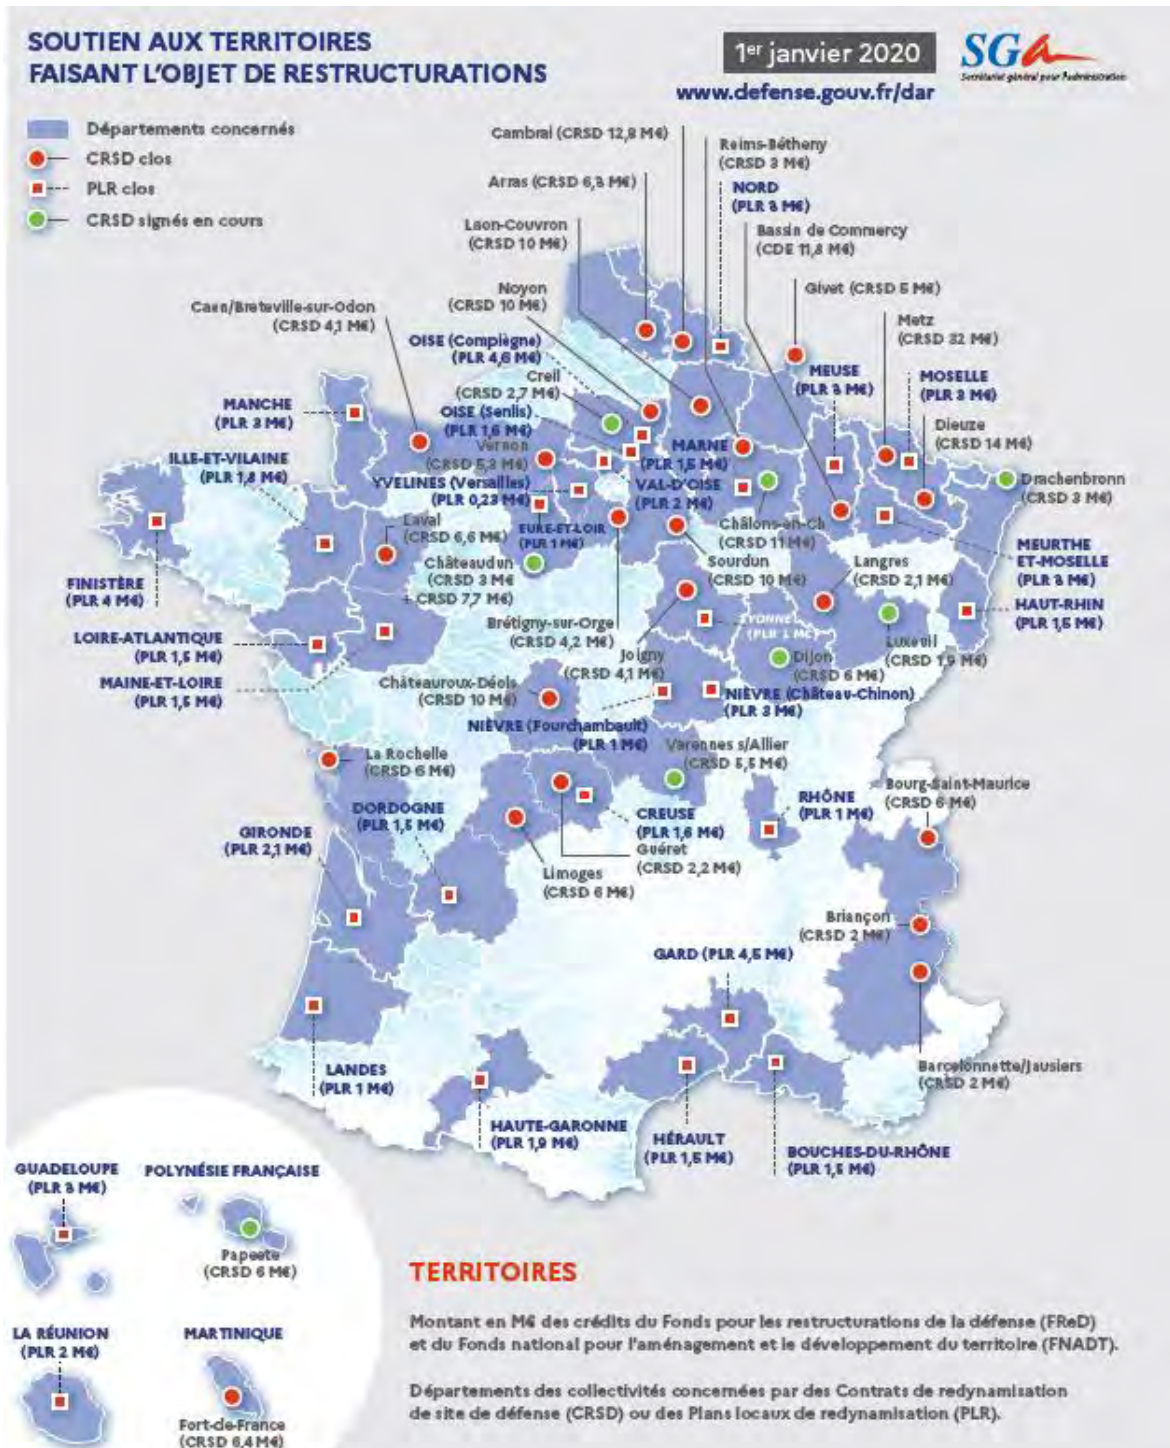 SOUTIEN AUX TERRITOIRES
FAISANT L'OBJET DE RESTRUCTURATIONS
1er janvier 2020
www.defense.gouv.fr/dar
SGA
Secrétariat général pour l'administration
Départements concernés
CRSD clos
PLR clos
CRSD signés en cours
Cambrai (CRSD 12,8 M€)
Reims-Bétheny
(CRSD 3 M€)
Arras (CRSD 6,3 M€)
NORD
(PLR 3 M€)
Laon-Couvron
(CRSD 10 M€)
Bassin de Commercy
(CDE 11,8 M€)
Noyon
(CRSD 10 M€)
Givet (CRSD 5 M€)
Caen/Breteville-sur-Odon
(CRSD 4,1 M€)
Metz
(CRSD 32 M€)
OISE (Compiègne)
(PLR 4,6 M€)
Creil
(CRSD 2,7 M€)
MEUSE
(PLR 3 M€)
MOSELLE
(PLR 3 M€)
MANCHE
(PLR 3 M€)
OISE (Senlis)
(PLR 1,6 M€)
Dieuze
(CRSD 14 M€)
Vernon
(CRSD 5,3 M€)
MARNE
(PLR 1,5 M€)
ILLE-ET-VILAINE
(PLR 1,8 M€)
YVELINES (Versailles)
(PLR 0,23 M€)
VAL-D'OISE
(PLR 2 M€)
Drachenbronn
(CRSD 3 M€)
Laval
(CRSD 6,6 M€)
EURE-ET-LOIR
(PLR 1 M€)
Châlons-en-Ch
(CRSD 11 M€)
Châteaudun
(CRSD 3 M€
+ CRSD 7,7 M€)
Sourdun
(CRSD 10 M€)
Langres
(CRSD 2,1 M€)
MEURTHE
ET-MOSELLE
(PLR 3 M€)
FINISTÈRE
(PLR 4 M€)
HAUT-RHIN
(PLR 1,5 M€)
Brétigny-sur-Orge
(CRSD 4,2 M€)
YONNE
(PLR 1 M€)
LOIRE-ATLANTIQUE
(PLR 1,5 M€)
Luxeuil
(CRSD 1,9 M€)
Joigny
(CRSD 4,1 M€)
Dijon
(CRSD 6 M€)
MAINE-ET-LOIRE
(PLR 1,5 M€)
Châteauroux-Déols
(CRSD 10 M€)
NIÈVRE (Château-Chinon)
(PLR 3 M€)
NIÈVRE (Fourchambault)
(PLR 1 M€)
Varennes s/Allier
(CRSD 5,5 M€)
La Rochelle
(CRSD 6 M€)
Bourg-Saint-Maurice
(CRSD 6 M€)
RHÔNE
(PLR 1 M€)
DORDOGNE
(PLR 1,5 M€)
CREUSE
(PLR 1,6 M€)
GIRONDE
(PLR 2,1 M€)
Guéret
(CRSD 2,2 M€)
Limoges
(CRSD 6 M€)
Briançon
(CRSD 2 M€)
GARD (PLR 4,5 M€)
LANDES
(PLR 1 M€)
Barcelonnette/Jausiers
(CRSD 2 M€)
HAUTE-GARONNE
(PLR 1,9 M€)
HÉRAULT
(PLR 1,5 M€)
BOUCHES-DU-RHÔNE
(PLR 1,5 M€)
GUADELOUPE
(PLR 3 M€)
POLYNÉSIE FRANÇAISE
Papeete
(CRSD 6 M€)
LA RÉUNION
(PLR 2 M€)
MARTINIQUE
Fort-de-France
(CRSD 6,4 M€)
TERRITOIRES
Montant en M€ des crédits du Fonds pour les restructurations de la défense (FReD)
et du Fonds national pour l'aménagement et le développement du territoire (FNADT).
Départements des collectivités concernées par des Contrats de redynamisation
de site de défense (CRSD) ou des Plans locaux de redynamisation (PLR).